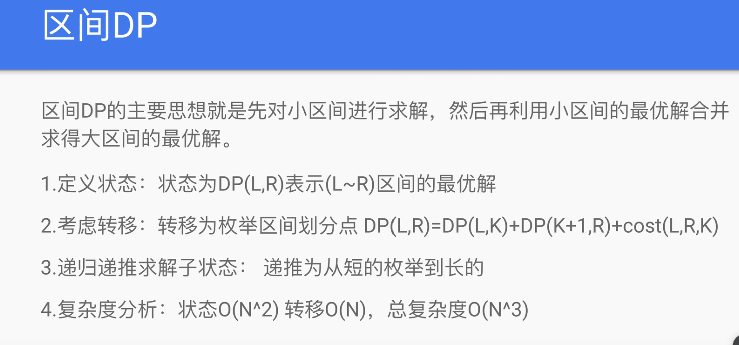 区间DP
区间DP的主要思想就是先对小区间进行求解，然后再利用小区间的最优解合并
求得大区间的最优解。
1.定义状态：状态为DP(L,R)表示(L~R)区间的最优解
2.考虑转移：转移为枚举区间划分点 DP(L,R)=DP(L,K)+DP(K+1,R)+cost(L,R,K)
3.递归递推求解子状态： 递推为从短的枚举到长的
4.复杂度分析：状态O(N^2) 转移O(N)，总复杂度O(N^3)